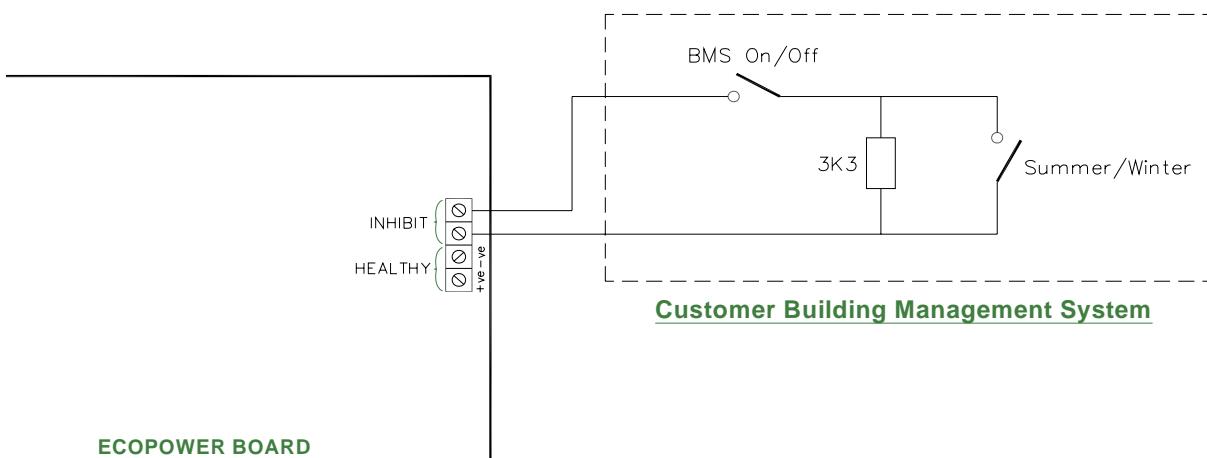 BMS On/Off
3K3
Summer/Winter
INHIBIT
HEALTHY
+ve -ve
Customer Building Management System
ECOPOWER BOARD